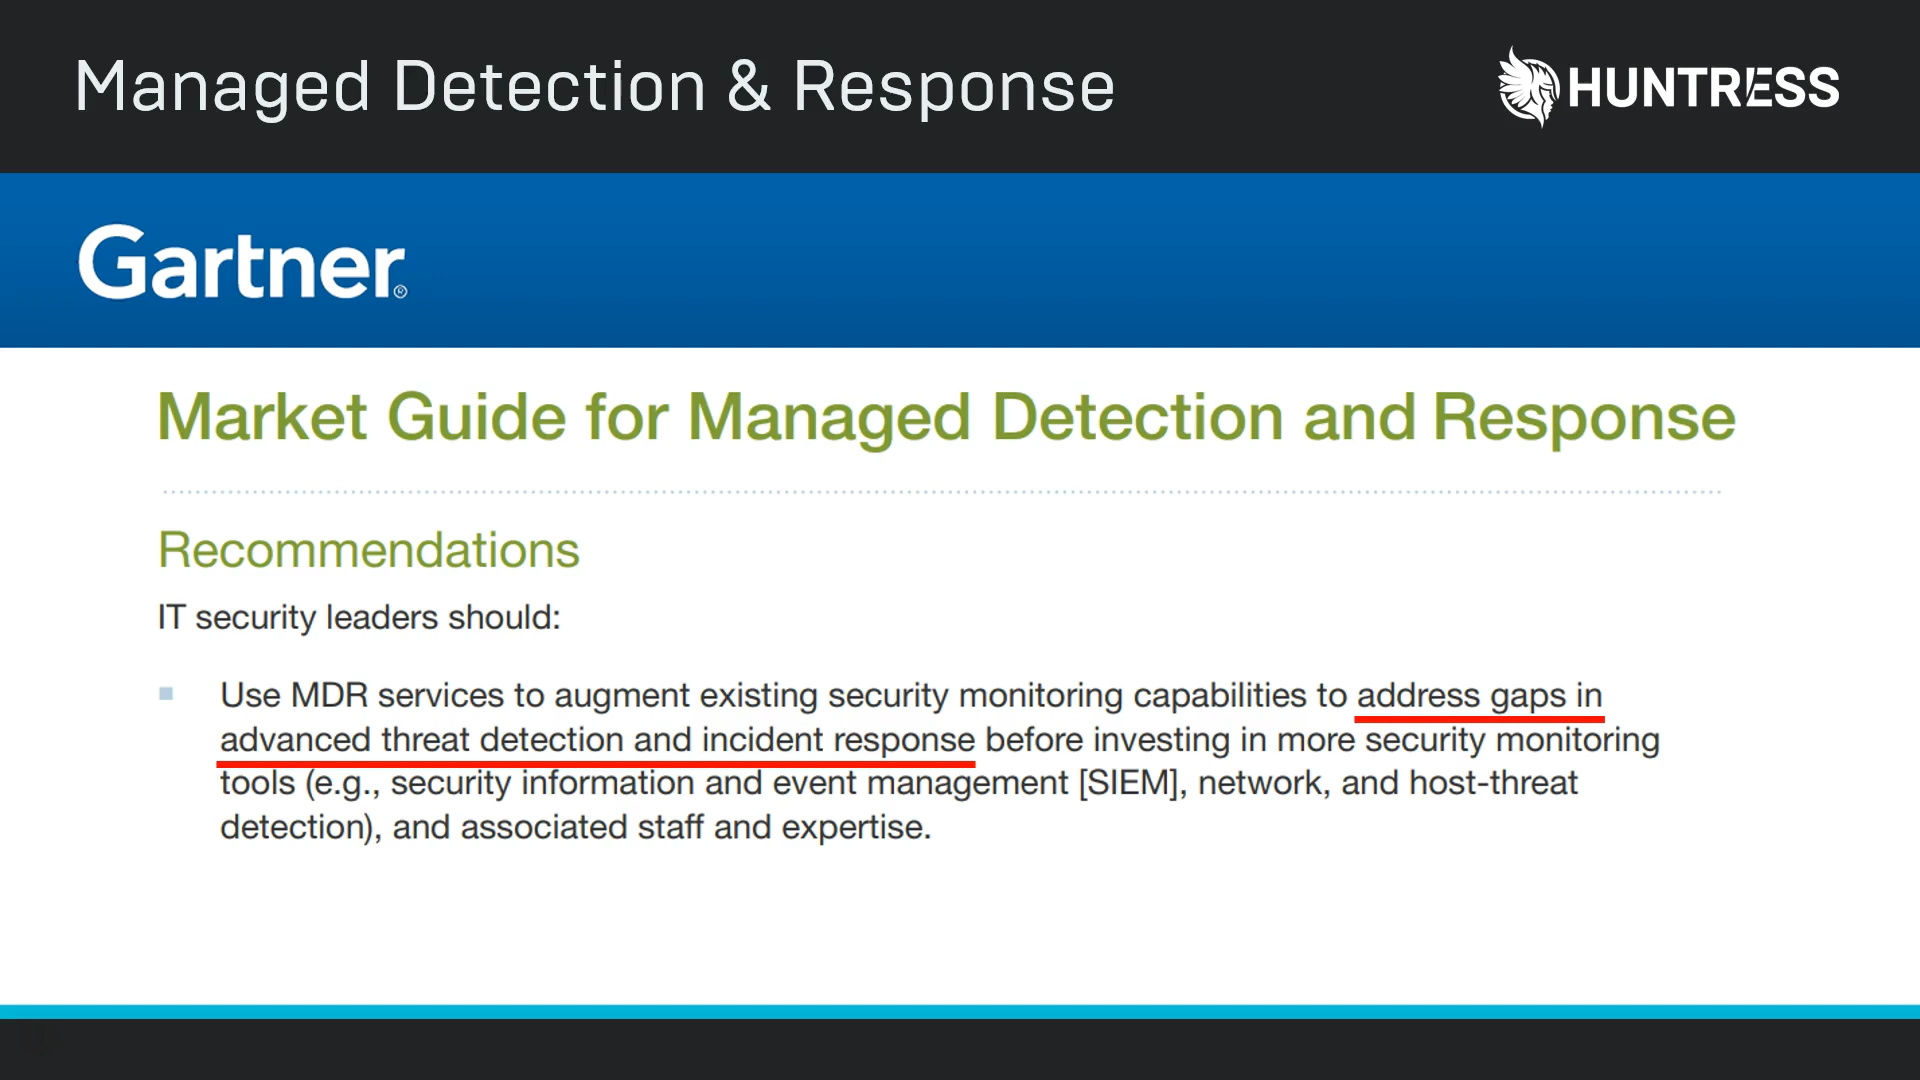 Managed Detection & Response
HUNTRESS
Gartner®
Market Guide for Managed Detection and Response
Recommendations
IT security leaders should:
Use MDR services to augment existing security monitoring capabilities to address gaps in
advanced threat detection and incident response before investing in more security monitoring
tools (e.g., security information and event management [SIEM], network, and host-threat
detection), and associated staff and expertise.